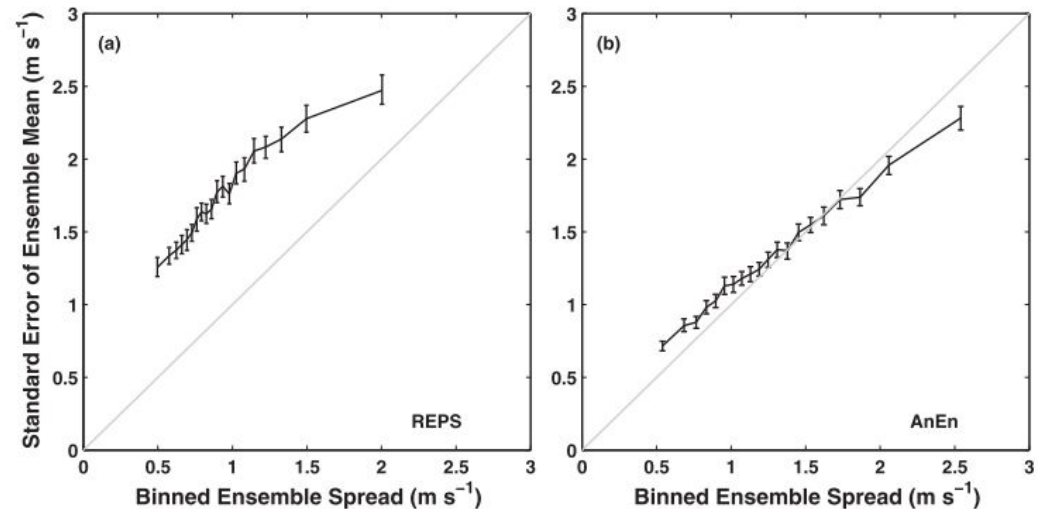 Standard Error of Ensemble Mean (m s⁻¹)
(a)
3
2.5
2
1.5
1
0.5
0
0 0.5 1 1.5 2 2.5 3
REPS
Binned Ensemble Spread (m s⁻¹)
(b)
3
2.5
2
1.5
1
0.5
0
0 0.5 1 1.5 2 2.5 3
AnEn
Binned Ensemble Spread (m s⁻¹)